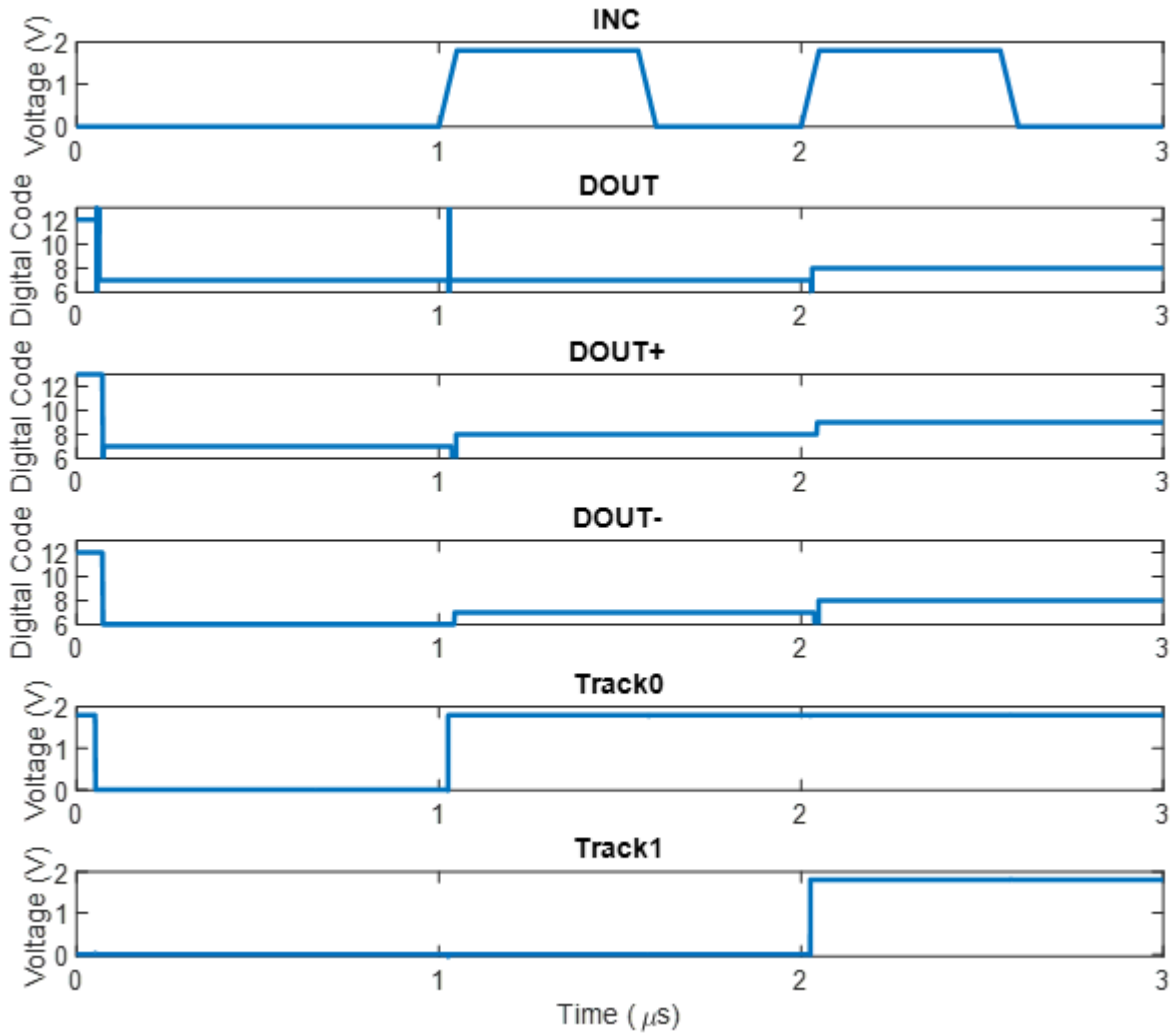 INC
Voltage (V)
2
1
0
0 1 2 3
DOUT
Digital Code
12
10
8
6
0 1 2 3
DOUT+
Digital Code
12
10
8
6
0 1 2 3
DOUT-
Digital Code
12
10
8
6
0 1 2 3
Track0
Voltage (V)
2
1
0
0 1 2 3
Track1
Voltage (V)
2
1
0
0 1 2 3
Time ( μs)